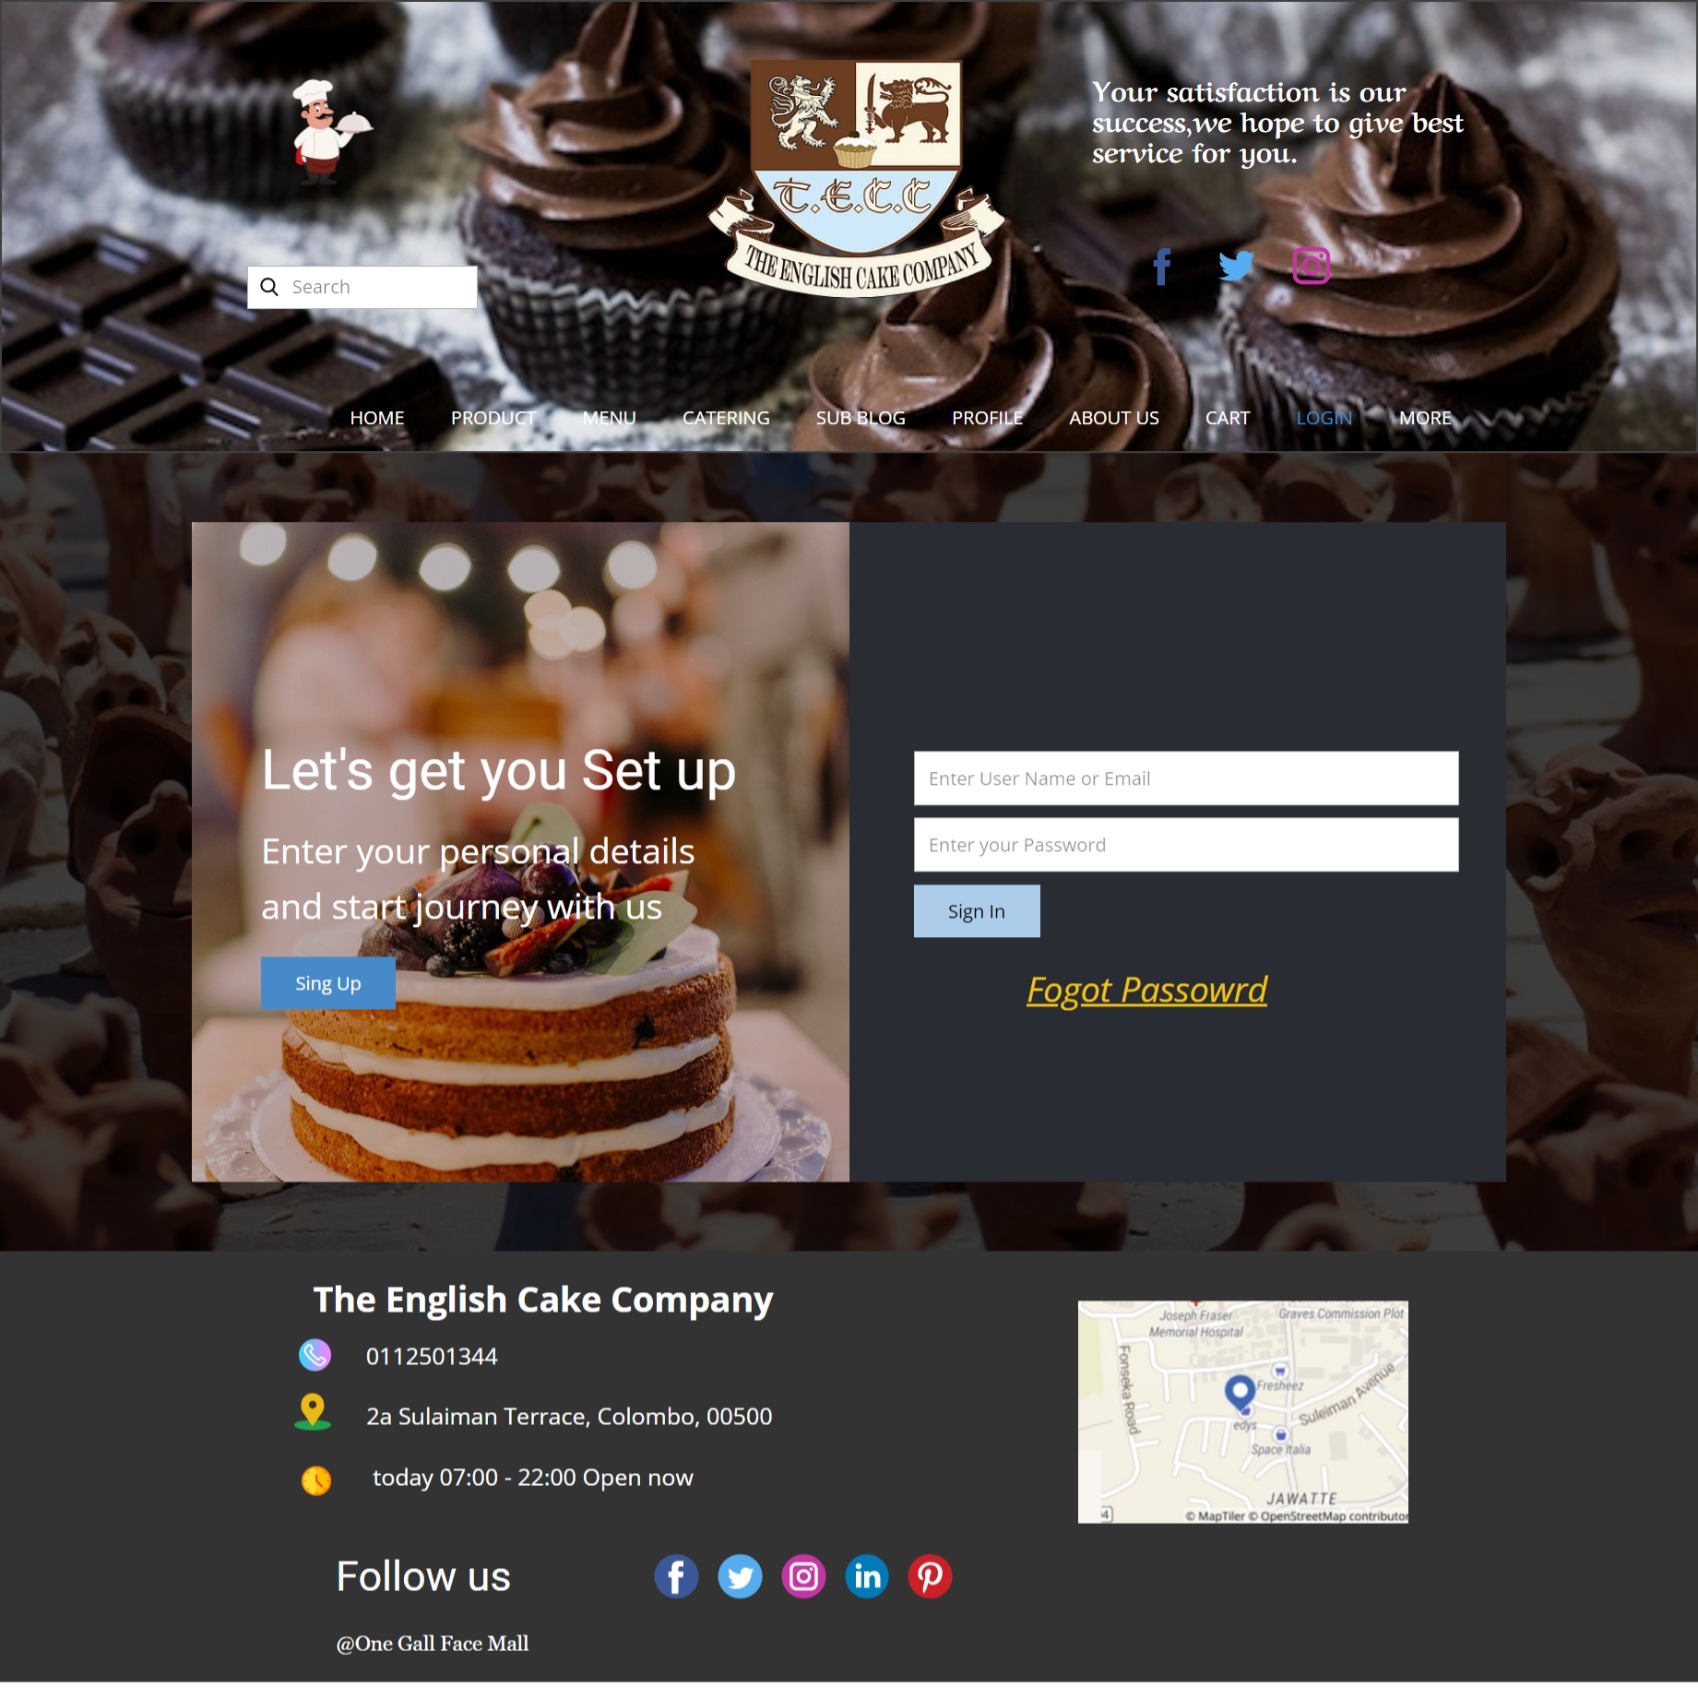 Your satisfaction is our
success,we hope to give best
service for you.
T.E.C.C
THE ENGLISH CAKE COMPANY
Search
HOME PRODUCT MENU CATERING SUB BLOG PROFILE ABOUT US CART LOGIN MORE
Let's get you Set up
Enter your personal details
and start journey with us
Sing Up
Enter User Name or Email
Enter your Password
Sign In
Fogot Passowrd
The English Cake Company
0112501344
2a Sulaiman Terrace, Colombo, 00500
today 07:00 - 22:00 Open now
Joseph Fraser
Memorial Hospital
Graves Commission Plot
Fonseka Road
Fresheez
Suleiman Avenue
edys
Space Italia
JAWATTE
© MapTiler © OpenStreetMap contributor
Follow us
@One Gall Face Mall